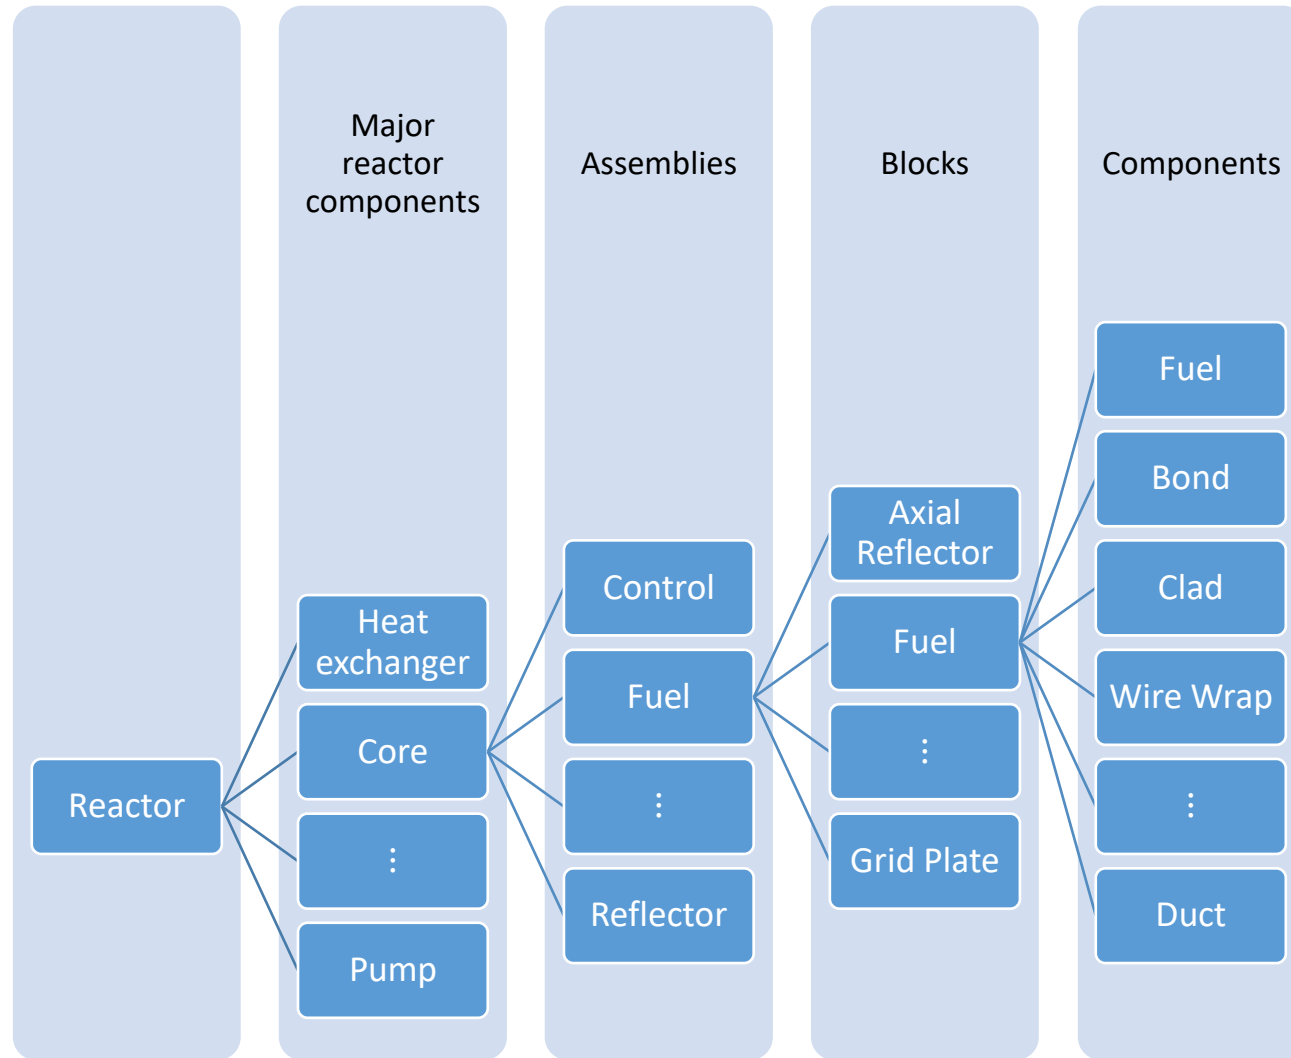 Major
reactor
components
Assemblies
Blocks
Components
Reactor
Heat
exchanger
Core
⋮
Pump
Control
Fuel
⋮
Reflector
Axial
Reflector
Fuel
⋮
Grid Plate
Fuel
Bond
Clad
Wire Wrap
⋮
Duct